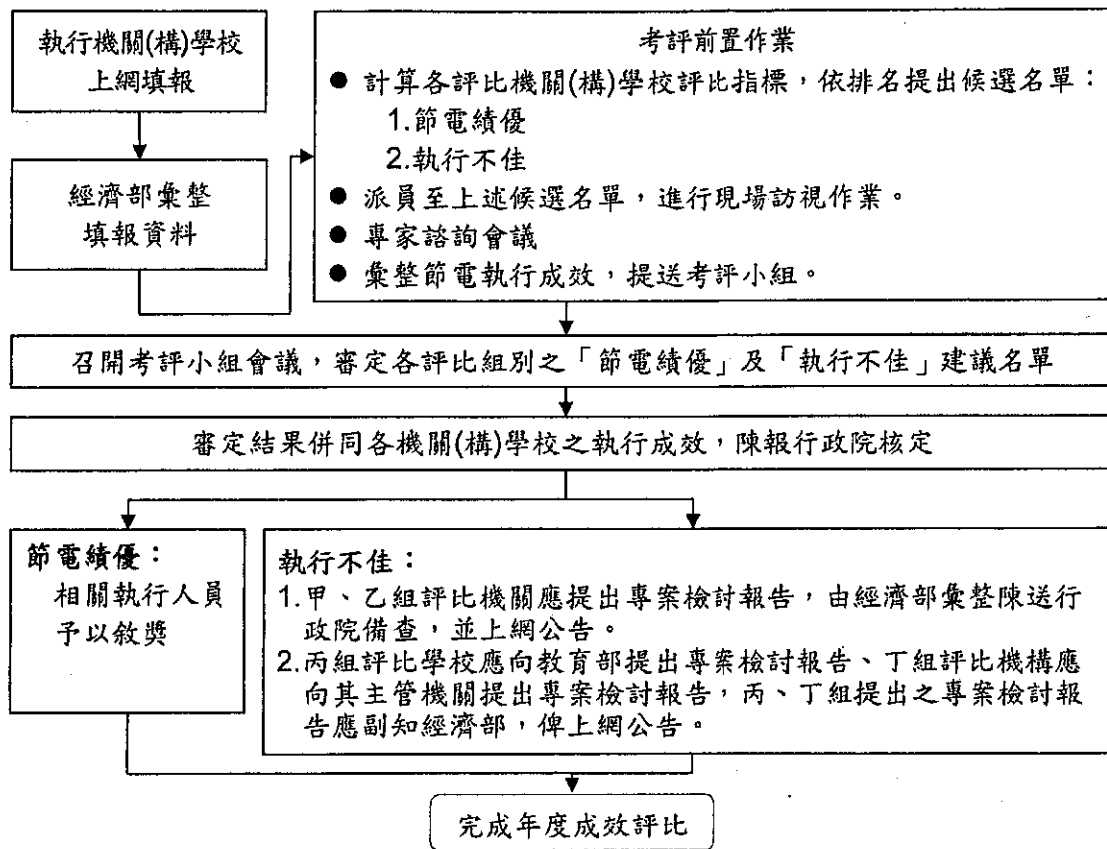 執行機關(構)學校
上網填報
經濟部彙整
填報資料
考評前置作業
● 計算各評比機關(構)學校評比指標，依排名提出候選名單：
1.節電績優
2.執行不佳
● 派員至上述候選名單，進行現場訪視作業。
● 專家諮詢會議
● 彙整節電執行成效，提送考評小組。
召開考評小組會議，審定各評比組別之「節電績優」及「執行不佳」建議名單
審定結果併同各機關(構)學校之執行成效，陳報行政院核定
節電績優：
相關執行人員
予以敘獎
執行不佳：
1.甲、乙組評比機關應提出專案檢討報告，由經濟部彙整陳送行
政院備查，並上網公告。
2.丙組評比學校應向教育部提出專案檢討報告、丁組評比機構應
向其主管機關提出專案檢討報告，丙、丁組提出之專案檢討報
告應副知經濟部，俾上網公告。
完成年度成效評比